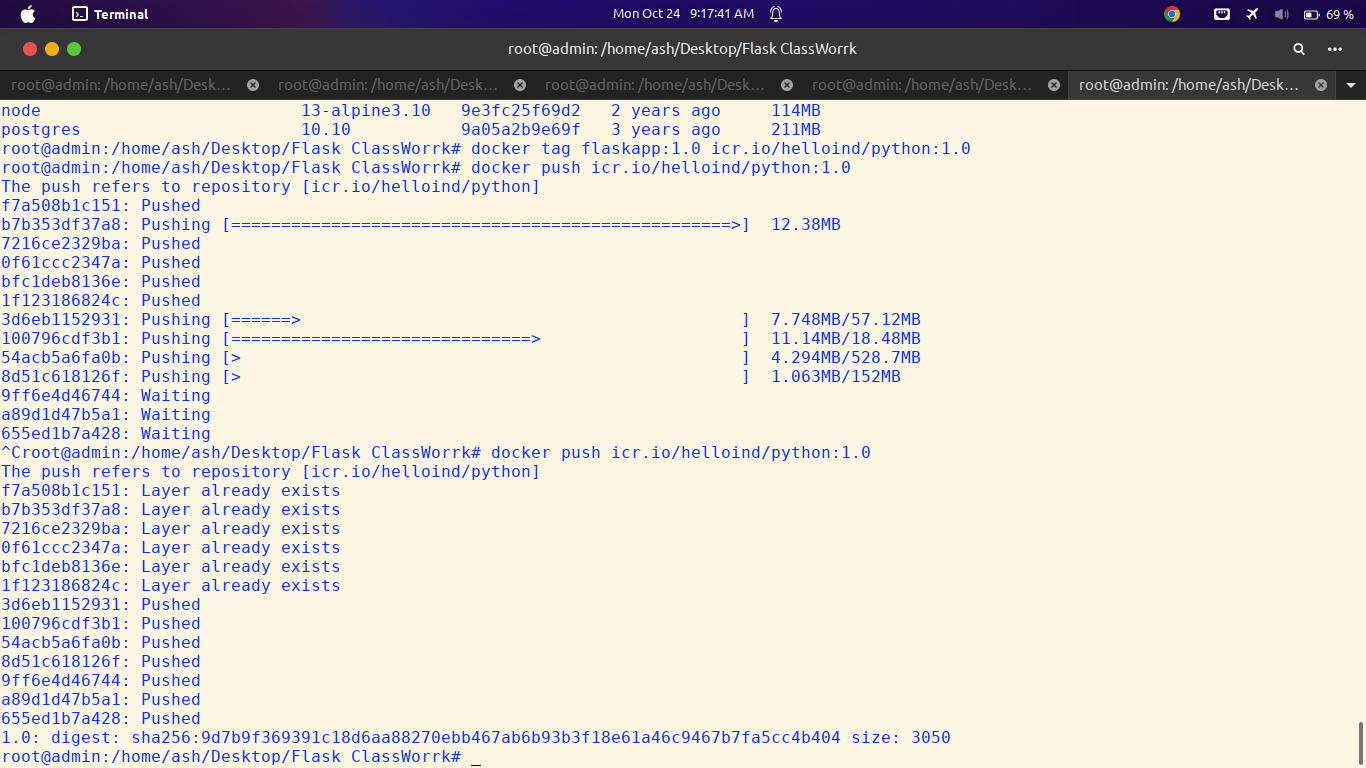 Terminal
Mon Oct 24 9:17:41 AM
69 %
root@admin: /home/ash/Desktop/Flask ClassWorrk
root@admin: /home/ash/Desk... root@admin: /home/ash/Desk... root@admin: /home/ash/Desk... root@admin: /home/ash/Desk... root@admin: /home/ash/Desk...
node                          13-alpine3.10   9e3fc25f69d2   2 years ago     114MB
postgres                      10.10           9a05a2b9e69f   3 years ago     211MB
root@admin:/home/ash/Desktop/Flask ClassWorrk# docker tag flaskapp:1.0 icr.io/helloind/python:1.0
root@admin:/home/ash/Desktop/Flask ClassWorrk# docker push icr.io/helloind/python:1.0
The push refers to repository [icr.io/helloind/python]
f7a508b1c151: Pushed
b7b353df37a8: Pushing [==================================================>]  12.38MB
7216ce2329ba: Pushed
0f61ccc2347a: Pushed
bfc1deb8136e: Pushed
1f123186824c: Pushed
3d6eb1152931: Pushing [======>                                            ]  7.748MB/57.12MB
100796cdf3b1: Pushing [==============================>                    ]  11.14MB/18.48MB
54acb5a6fa0b: Pushing [>                                                  ]  4.294MB/528.7MB
8d51c618126f: Pushing [>                                                  ]  1.063MB/152MB
9ff6e4d46744: Waiting
a89d1d47b5a1: Waiting
655ed1b7a428: Waiting
^Croot@admin:/home/ash/Desktop/Flask ClassWorrk# docker push icr.io/helloind/python:1.0
The push refers to repository [icr.io/helloind/python]
f7a508b1c151: Layer already exists
b7b353df37a8: Layer already exists
7216ce2329ba: Layer already exists
0f61ccc2347a: Layer already exists
bfc1deb8136e: Layer already exists
1f123186824c: Layer already exists
3d6eb1152931: Pushed
100796cdf3b1: Pushed
54acb5a6fa0b: Pushed
8d51c618126f: Pushed
9ff6e4d46744: Pushed
a89d1d47b5a1: Pushed
655ed1b7a428: Pushed
1.0: digest: sha256:9d7b9f369391c18d6aa88270ebb467ab6b93b3f18e61a46c9467b7fa5cc4b404 size: 3050
root@admin:/home/ash/Desktop/Flask ClassWorrk# _